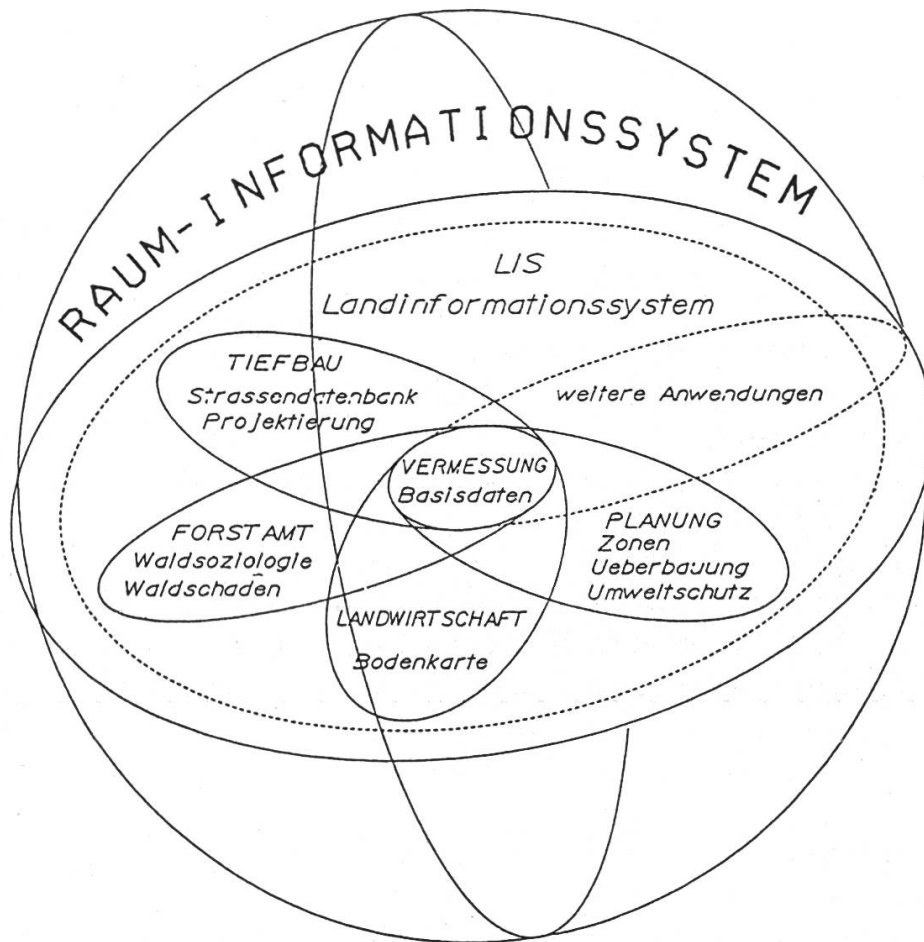 RAUM-INFORMATIONSSYSTEM
LIS
Landinformationssystem
TIEFBAU
Strassendatenbank
Projektierung
weitere Anwendungen
VERMESSUNG
Basisdaten
FORSTAMT
Waldsoziologie
Waldschäden
PLANUNG
Zonen
Ueberbauung
Umweltschutz
LANDWIRTSCHAFT
Bodenkarte